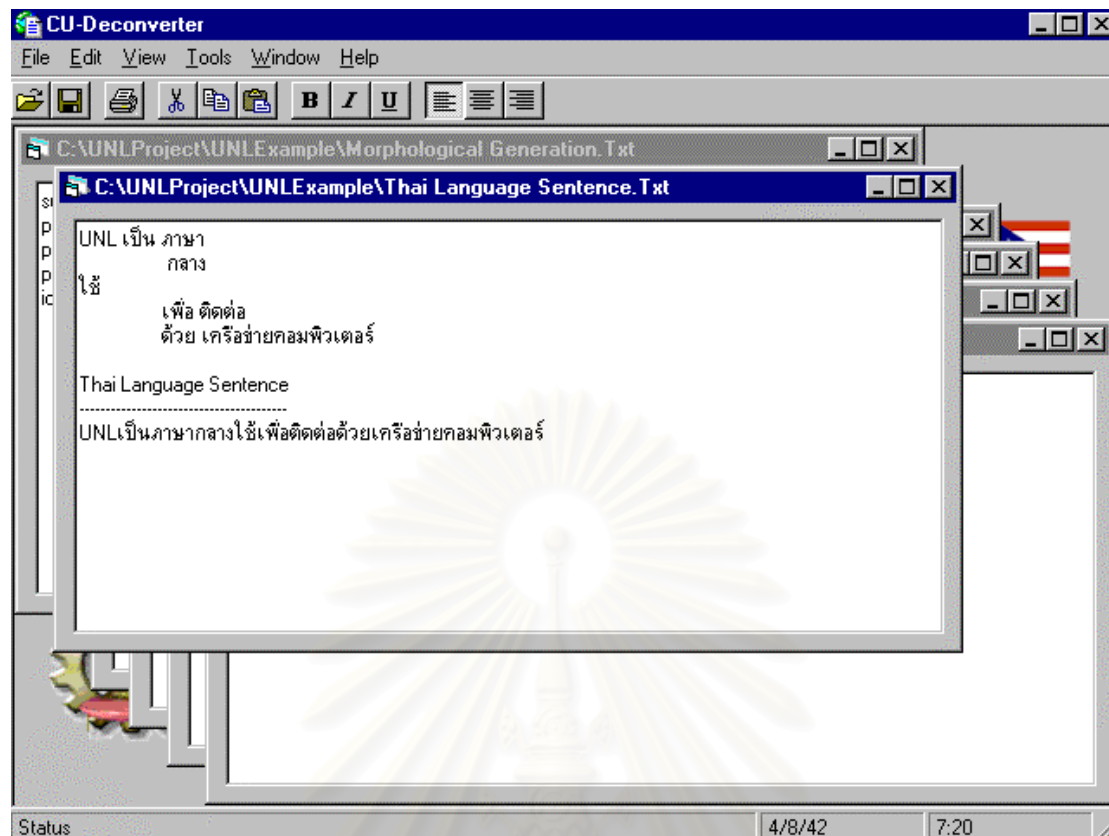 CU-Deconverter
File Edit View Tools Window Help
B I U
C:\UNLProject\UNLExample\Morphological Generation.Txt
C:\UNLProject\UNLExample\Thai Language Sentence.Txt
UNL เป็น ภาษา
กลาง
ใช้
เพื่อ ติดต่อ
ด้วย เครือข่ายคอมพิวเตอร์
Thai Language Sentence
----------------------------------------
UNLเป็นภาษากลางใช้เพื่อติดต่อด้วยเครือข่ายคอมพิวเตอร์
Status 4/8/42 7:20